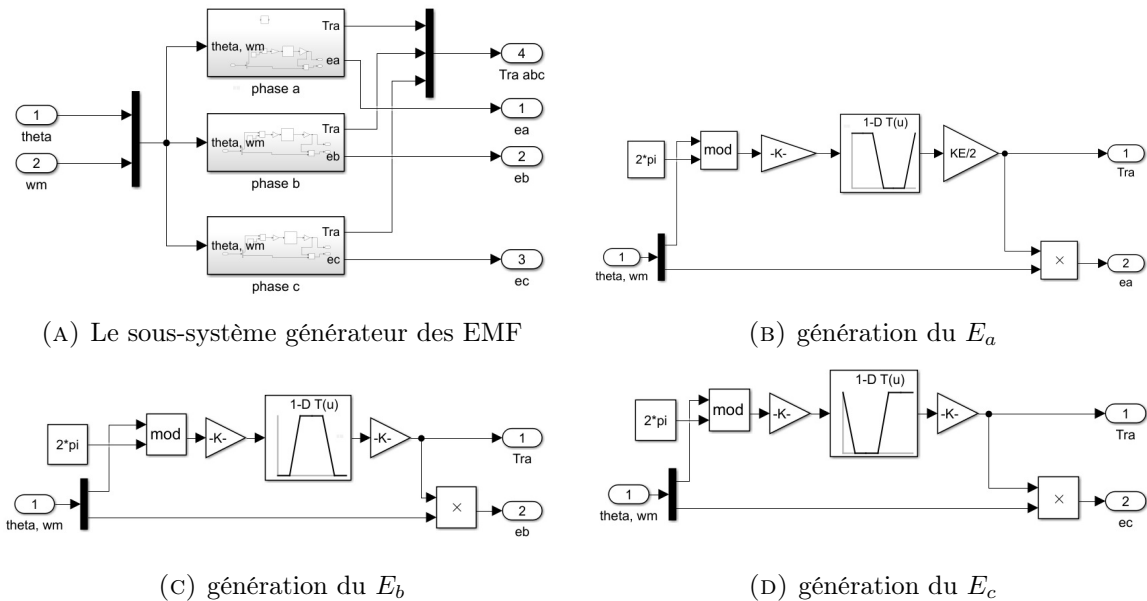 Tra
theta, wm
ea
phase a
4
Tra abc
1
theta
1
ea
Tra
theta, wm
eb
phase b
2
wm
2
eb
Tra
theta, wm
ec
phase c
3
ec
(A) Le sous-système générateur des EMF
1-D T(u)
mod
-K-
KE/2
2*pi
1
Tra
1
theta, wm
×
2
ea
(B) génération du Ea
1-D T(u)
mod
-K-
-K-
2*pi
1
Tra
1
theta, wm
×
2
eb
(C) génération du Eb
1-D T(u)
mod
-K-
-K-
2*pi
1
Tra
1
theta, wm
×
2
ec
(D) génération du Ec